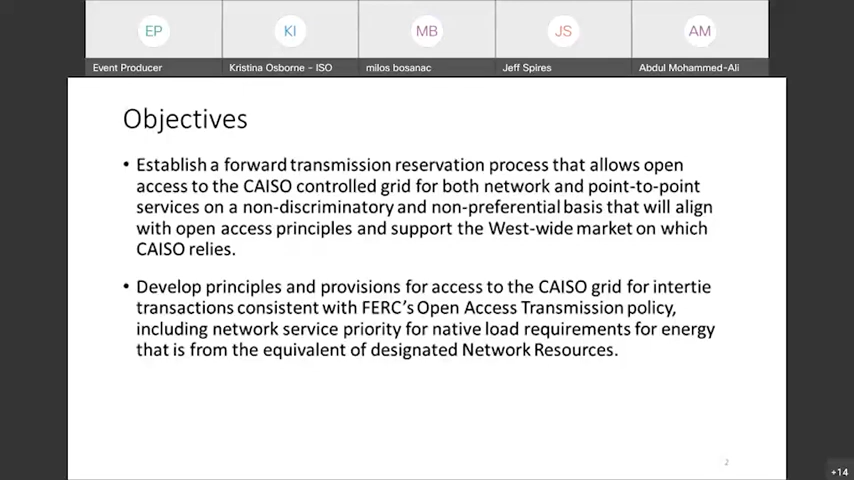 EP
KI
MB
JS
AM
Event Producer
Kristina Osborne - ISO
milos bosanac
Jeff Spires
Abdul Mohammed-Ali
Objectives
• Establish a forward transmission reservation process that allows open
access to the CAISO controlled grid for both network and point-to-point
services on a non-discriminatory and non-preferential basis that will align
with open access principles and support the West-wide market on which
CAISO relies.
• Develop principles and provisions for access to the CAISO grid for intertie
transactions consistent with FERC's Open Access Transmission policy,
including network service priority for native load requirements for energy
that is from the equivalent of designated Network Resources.
2
+14